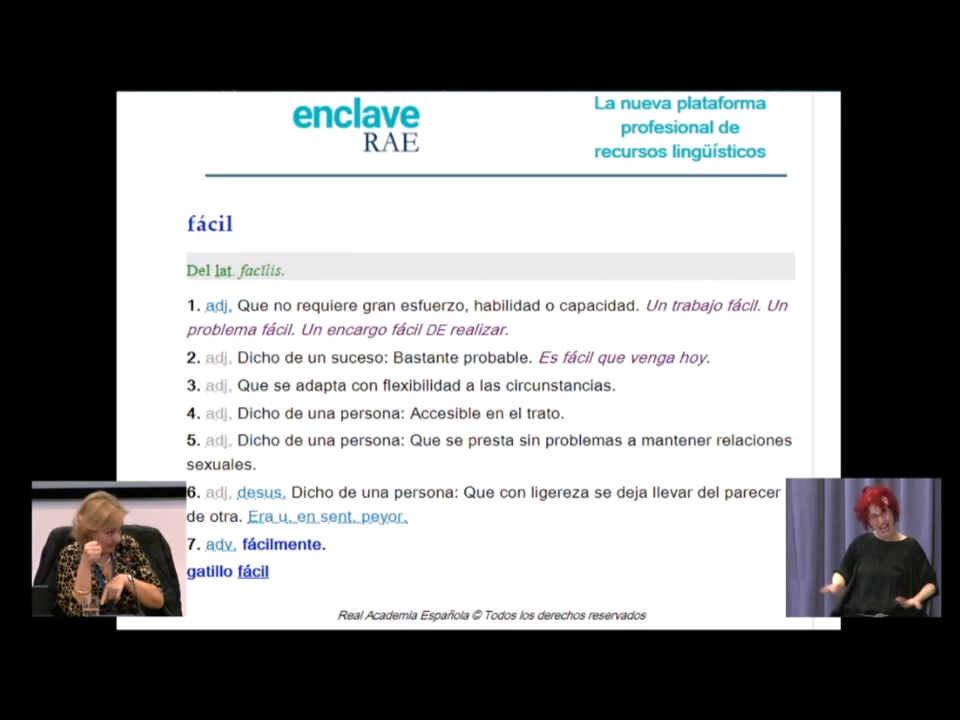 enclave
RAE
La nueva plataforma
profesional de
recursos lingüísticos
fácil
Del lat. facĭlis.
1. adj. Que no requiere gran esfuerzo, habilidad o capacidad. Un trabajo fácil. Un
problema fácil. Un encargo fácil DE realizar.
2. adj. Dicho de un suceso: Bastante probable. Es fácil que venga hoy.
3. adj. Que se adapta con flexibilidad a las circunstancias.
4. adj. Dicho de una persona: Accesible en el trato.
5. adj. Dicho de una persona: Que se presta sin problemas a mantener relaciones
sexuales.
6. adj. desus. Dicho de una persona: Que con ligereza se deja llevar del parecer
de otra. Era u. en sent. peyor.
7. adv. fácilmente.
gatillo fácil
Real Academia Española © Todos los derechos reservados